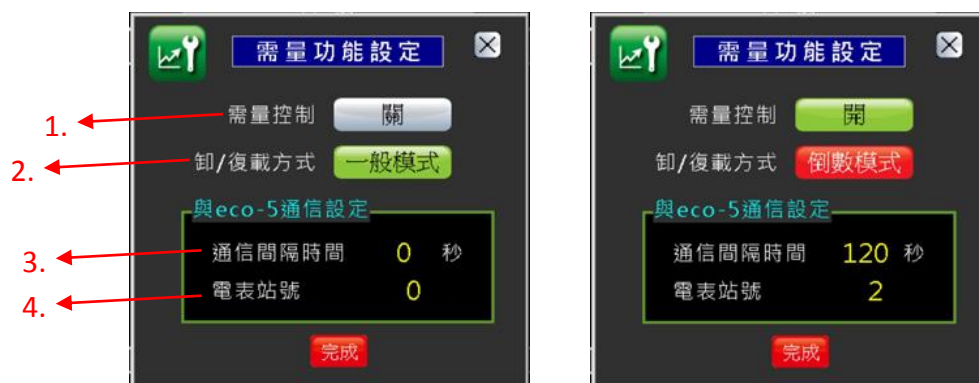 需量功能設定
1. 需量控制 關
2. 卸/復載方式 一般模式
與eco-5通信設定
3. 通信間隔時間 0 秒
4. 電表站號 0
完成
需量功能設定
需量控制 開
卸/復載方式 倒數模式
與eco-5通信設定
通信間隔時間 120 秒
電表站號 2
完成